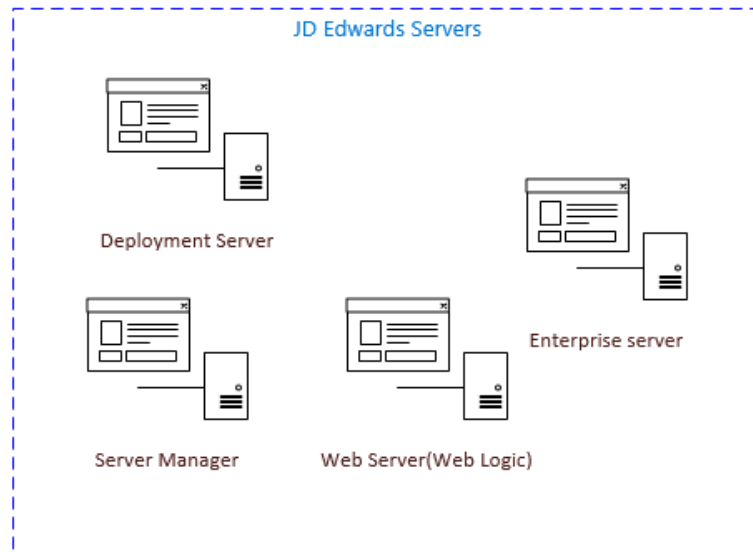 JD Edwards Servers
Deployment Server
Enterprise server
Server Manager
Web Server(Web Logic)